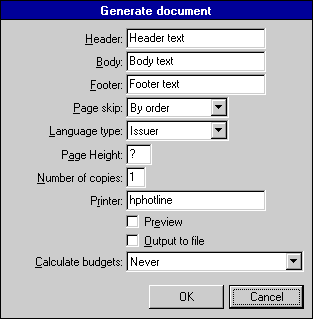 Generate document
Header: Header text
Body: Body text
Footer: Footer text
Page skip: By order
Language type: Issuer
Page Height: ?
Number of copies: 1
Printer: hphotline
Preview
Output to file
Calculate budgets: Never
OK Cancel